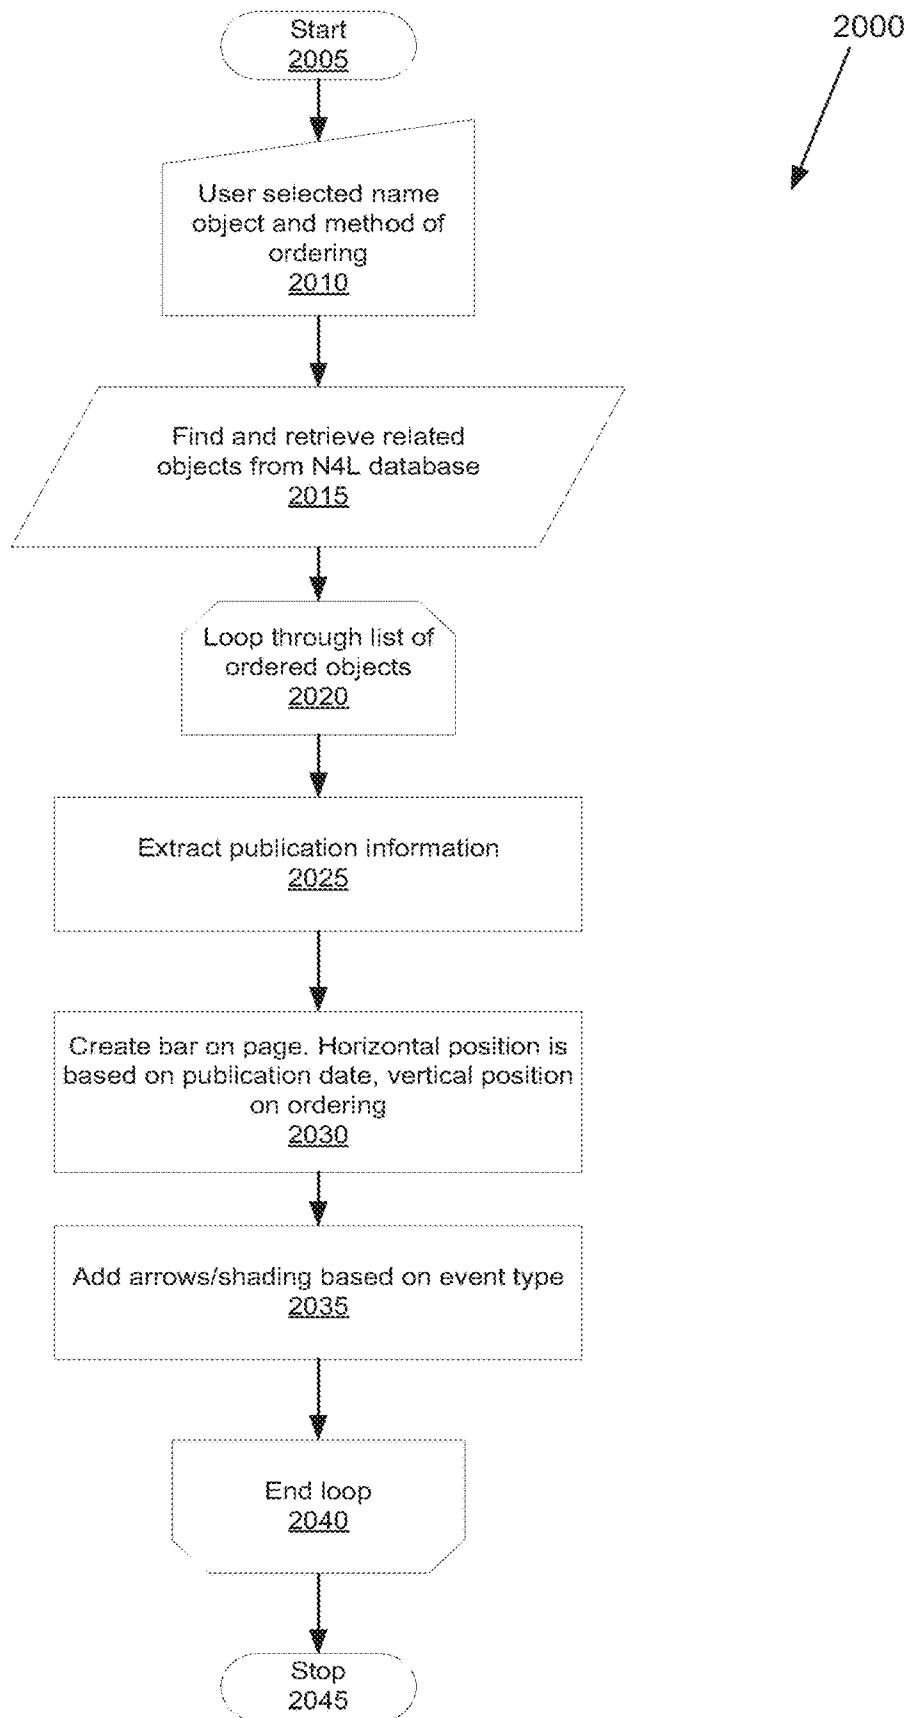 Start
2005
2000
User selected name
object and method of
ordering
2010
Find and retrieve related
objects from N4L database
2015
Loop through list of
ordered objects
2020
Extract publication information
2025
Create bar on page. Horizontal position is
based on publication date, vertical position
on ordering
2030
Add arrows/shading based on event type
2035
End loop
2040
Stop
2045